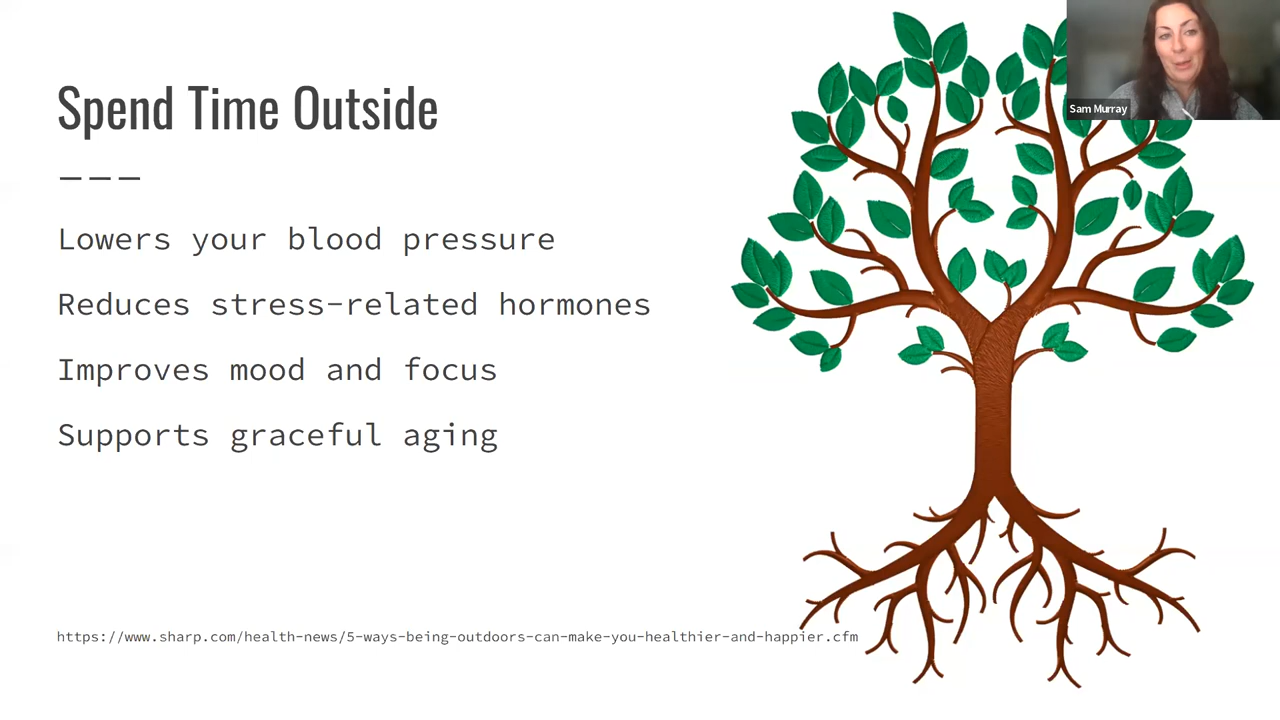 Spend Time Outside
Lowers your blood pressure
Reduces stress-related hormones
Improves mood and focus
Supports graceful aging
https://www.sharp.com/health-news/5-ways-being-outdoors-can-make-you-healthier-and-happier.cfm
Sam Murray